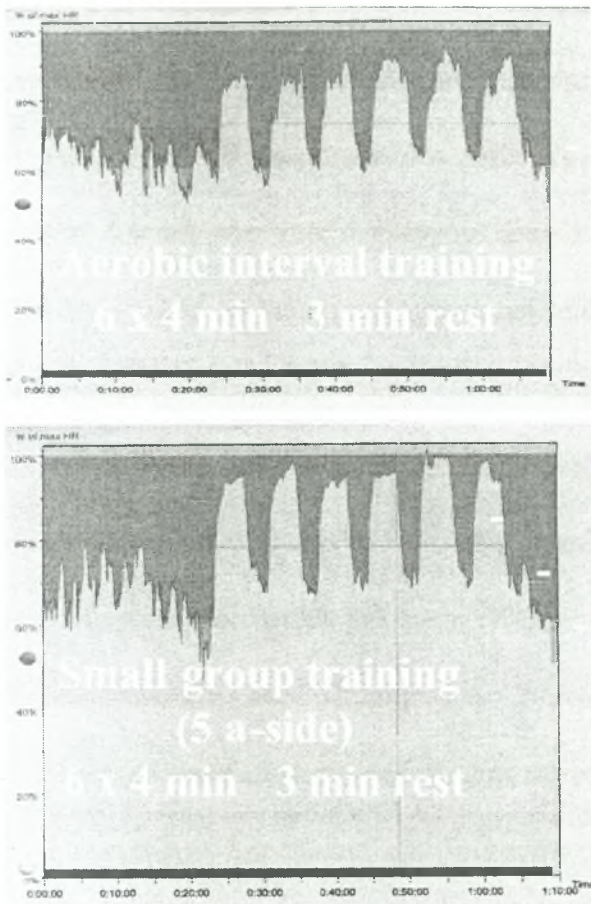 % of max HR
100%
80%
60%
40%
20%
0%
Aerobic interval training
6 x 4 min 3 min rest
0:00:00 0:10:00 0:20:00 0:30:00 0:40:00 0:50:00 1:00:00 Time
% of max HR
100%
80%
60%
40%
20%
Small group training
(5 a-side)
6 x 4 min 3 min rest
0:00:00 0:10:00 0:20:00 0:30:00 0:40:00 0:50:00 1:00:00 1:10:00 Time